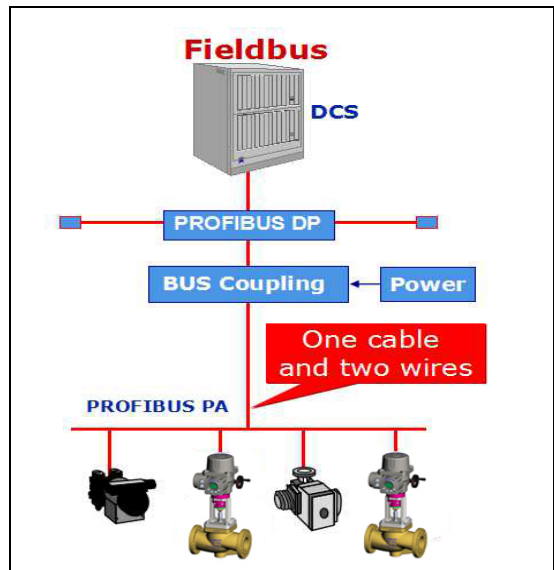 Fieldbus
DCS
PROFIBUS DP
BUS Coupling
Power
One cable
and two wires
PROFIBUS PA